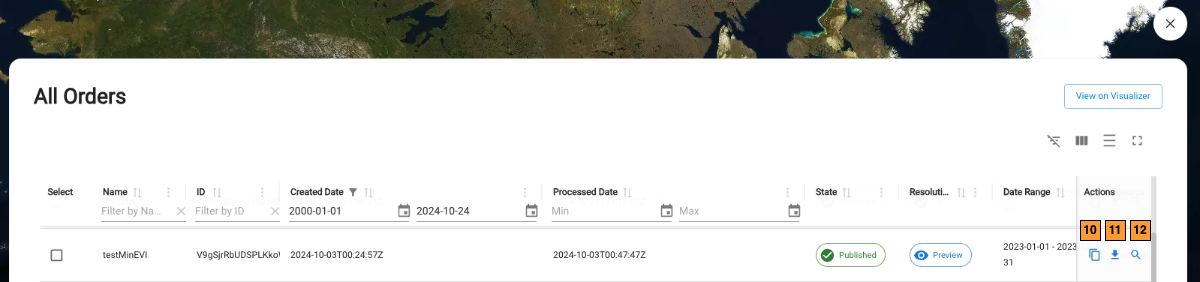 All Orders
View on Visualizer
Select Name ID Created Date Processed Date State Resoluti... Date Range Actions
Filter by Na... Filter by ID 2000-01-01 2024-10-24 Min Max
10 11 12
testMinEVI V9gSjrRbUDSPLKko 2024-10-03T00:24:57Z 2024-10-03T00:47:47Z Published Preview 2023-01-01 - 2023
31